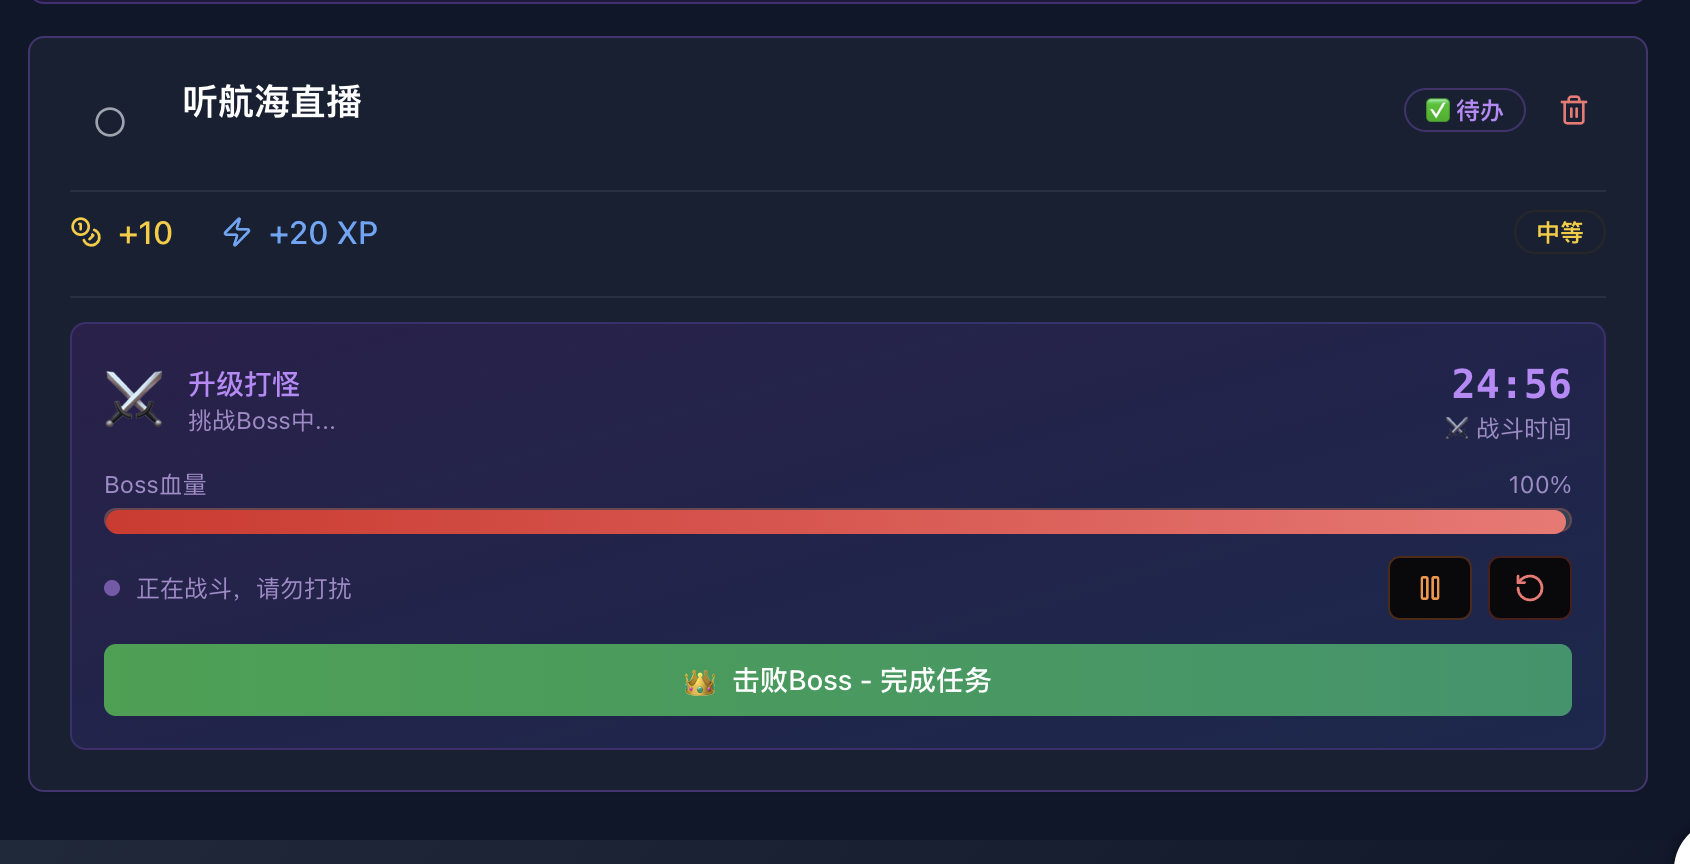 听航海直播
✅ 待办
+10
+20 XP
中等
升级打怪
挑战Boss中...
24:56
⚔ 战斗时间
Boss血量
100%
正在战斗，请勿打扰
👑 击败Boss - 完成任务